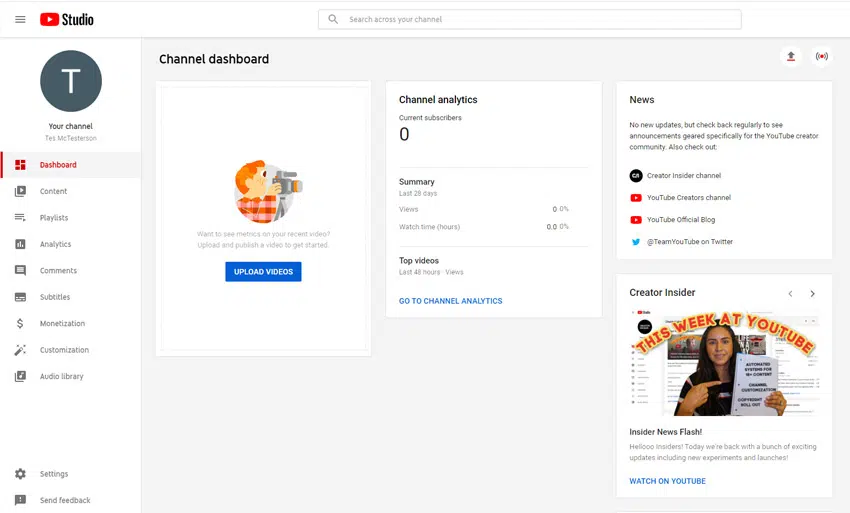 Studio
Search across your channel
T
Your channel
Tes McTesterson
Dashboard
Content
Playlists
Analytics
Comments
Subtitles
Monetization
Customization
Audio library
Settings
Send feedback
Channel dashboard
Want to see metrics on your recent video?
Upload and publish a video to get started.
UPLOAD VIDEOS
Channel analytics
Current subscribers
0
Summary
Last 28 days
Views 0 0%
Watch time (hours) 0.0 0%
Top videos
Last 48 hours · Views
GO TO CHANNEL ANALYTICS
News
No new updates, but check back regularly to see
announcements geared specifically for the YouTube creator
community. Also check out:
Creator Insider channel
YouTube Creators channel
YouTube Official Blog
@TeamYouTube on Twitter
Creator Insider
THIS WEEK AT YOUTUBE
AUTOMATED
SYSTEMS FOR
18+ CONTENT
CHANNEL
CUSTOMIZATION
COPYRIGHT
ROLL OUT
Insider News Flash!
Hellooo Insiders! Today we're back with a bunch of exciting
updates including new experiments and launches!
WATCH ON YOUTUBE